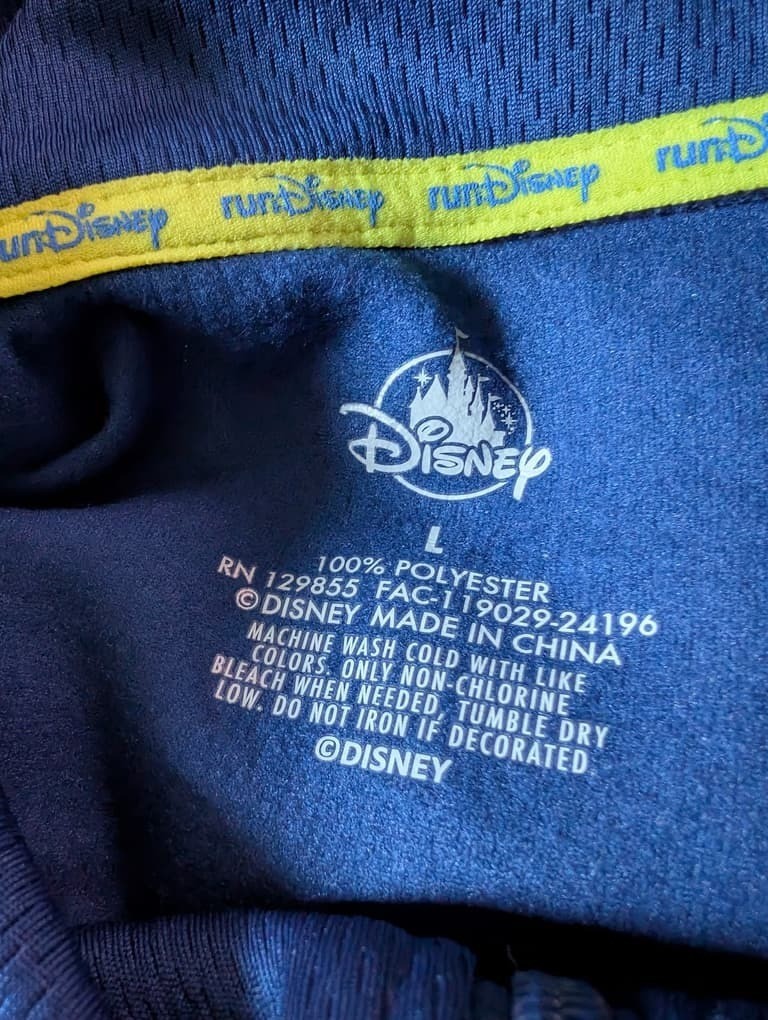 runDisney runDisney runDisney runDi
Disney
L
100% POLYESTER
RN 129855 FAC-119029-24196
©DISNEY MADE IN CHINA
MACHINE WASH COLD WITH LIKE
COLORS. ONLY NON-CHLORINE
BLEACH WHEN NEEDED, TUMBLE DRY
LOW. DO NOT IRON IF DECORATED
©DISNEY